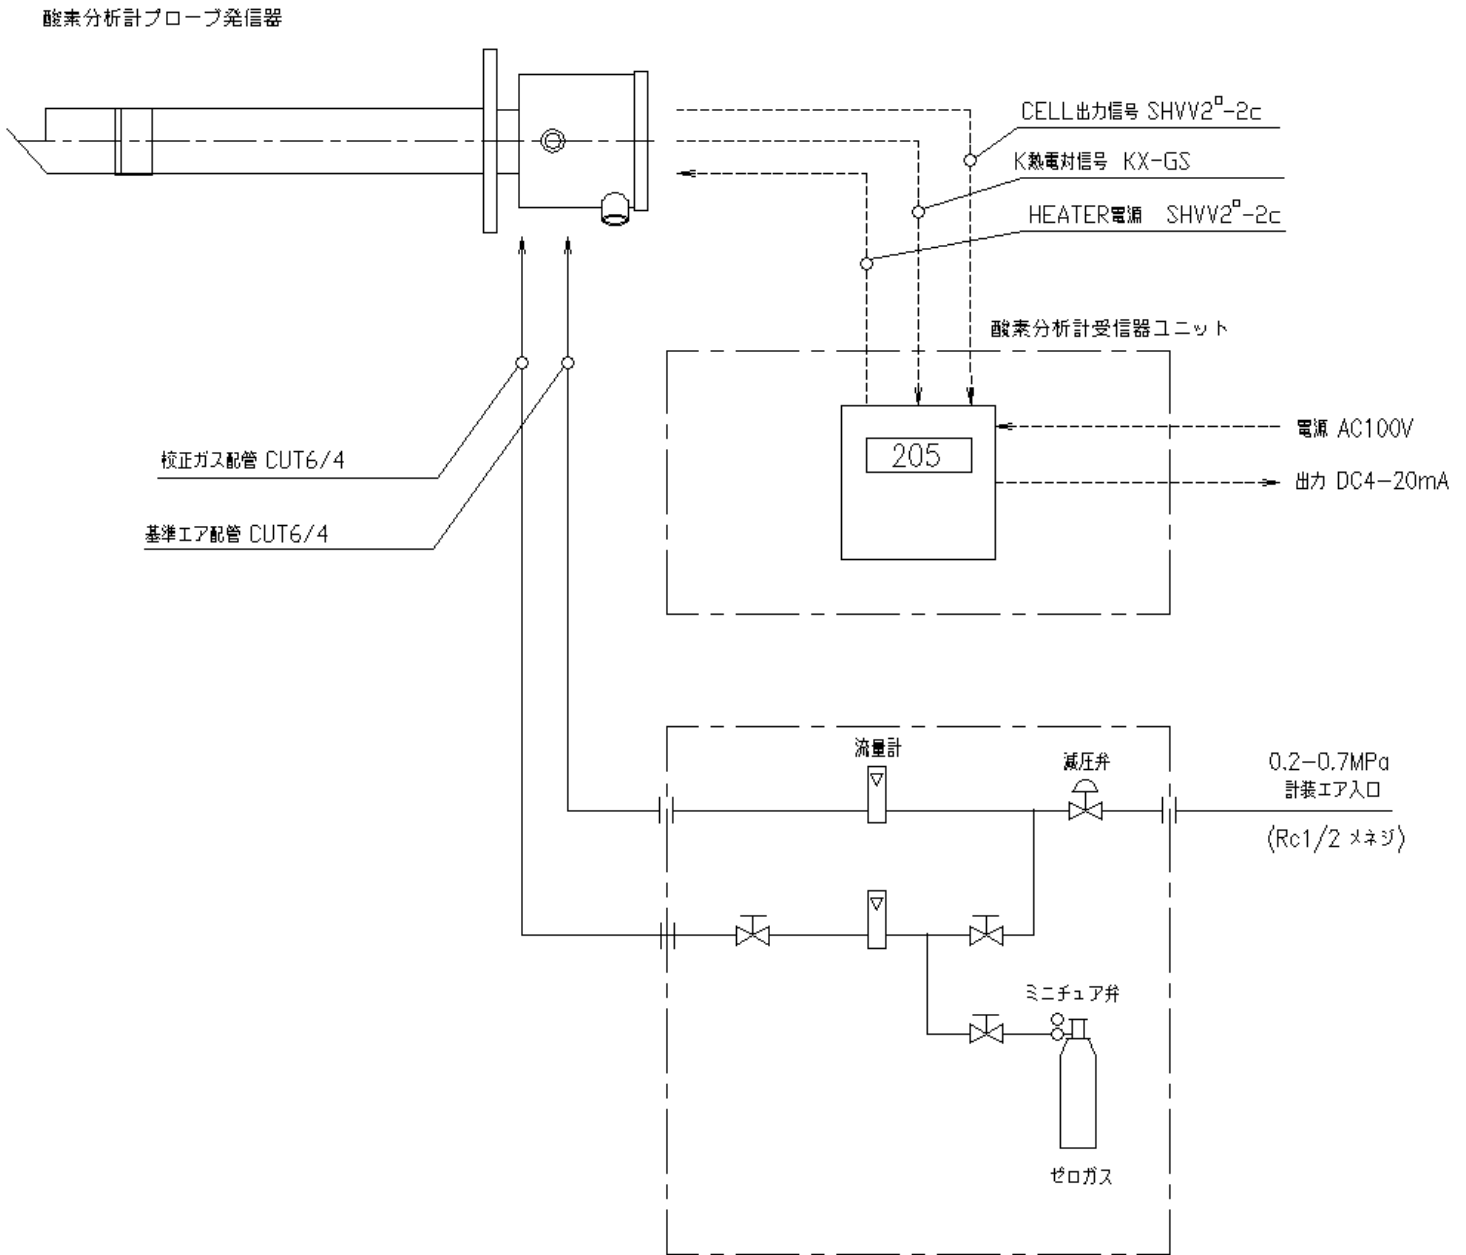 酸素分析計プローブ発信器
CELL出力信号 SHVV2□-2c
K熱電対信号 KX-GS
HEATER電源 SHVV2□-2c
酸素分析計受信器ユニット
電源 AC100V
205
出力 DC4-20mA
校正ガス配管 CUT6/4
基準エア配管 CUT6/4
流量計
減圧弁
0.2-0.7MPa
計装エア入口
(Rc1/2 メネジ)
ミニチュア弁
ゼロガス